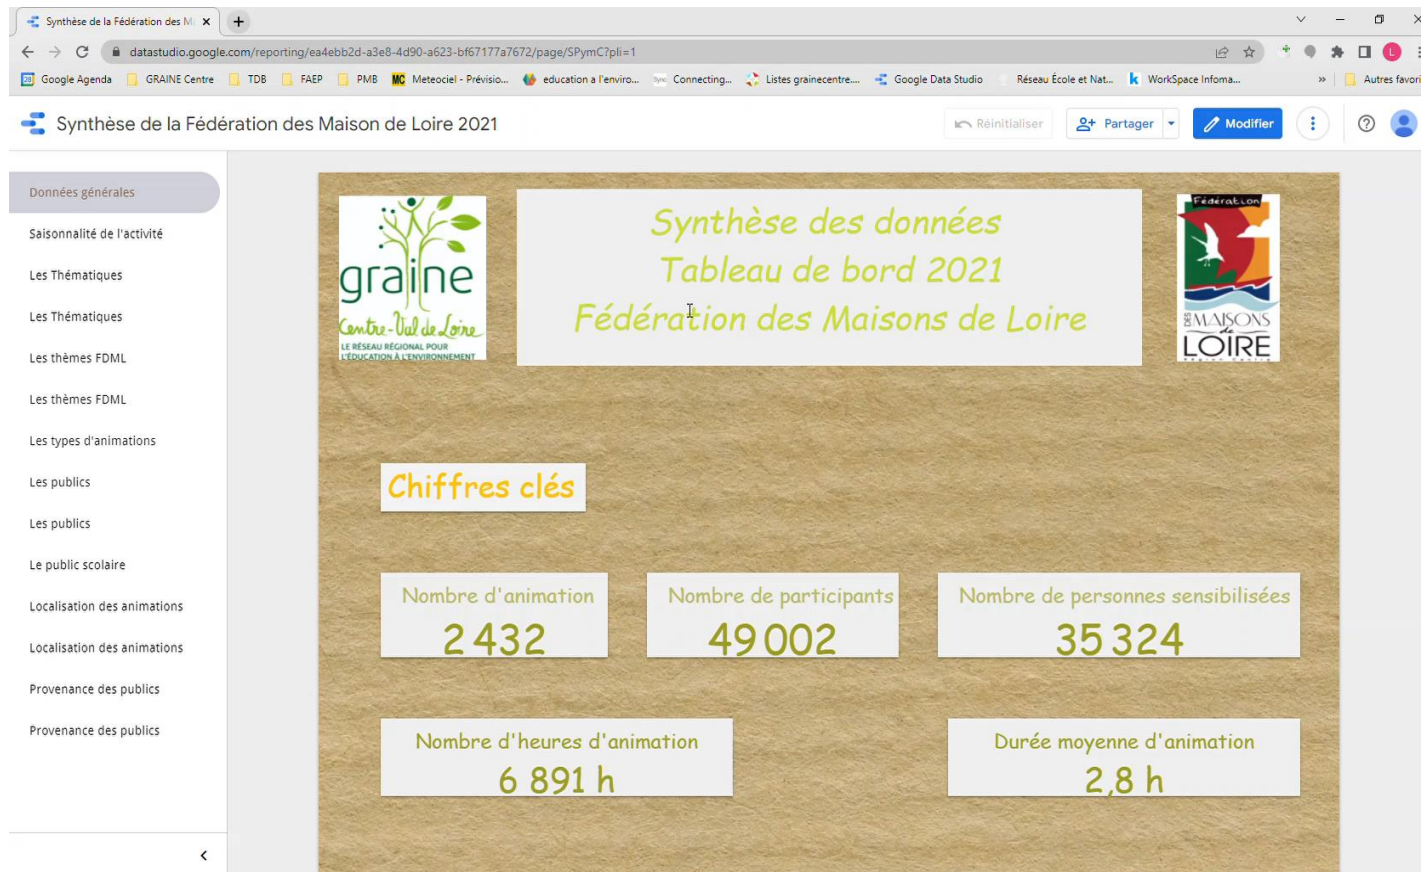 Synthèse de la Fédération des M
datastudio.google.com/reporting/ea4ebb2d-a3e8-4d90-a623-bf67177a7672/page/SPymC?pli=1
L
Google Agenda GRAINE Centre TDB FAEP PMB MC Meteociel - Prévisio... education a l'enviro... Sync Connecting... Listes grainecentre.... Google Data Studio Réseau École et Nat... k WorkSpace Infoma... » Autres favori
Synthèse de la Fédération des Maison de Loire 2021
Réinitialiser Partager Modifier
Données générales
Saisonnalité de l'activité
Les Thématiques
Les Thématiques
Les thèmes FDML
Les thèmes FDML
Les types d'animations
Les publics
Les publics
Le public scolaire
Localisation des animations
Localisation des animations
Provenance des publics
Provenance des publics
graine
Centre-Val de Loire
LE RÉSEAU RÉGIONAL POUR
L'ÉDUCATION À L'ENVIRONNEMENT
Synthèse des données
Tableau de bord 2021
Fédération des Maisons de Loire
Fédération
DES MAISONS
de
LOIRE
Région Centre
Chiffres clés
Nombre d'animation
2 432
Nombre de participants
49 002
Nombre de personnes sensibilisées
35 324
Nombre d'heures d'animation
6 891 h
Durée moyenne d'animation
2,8 h